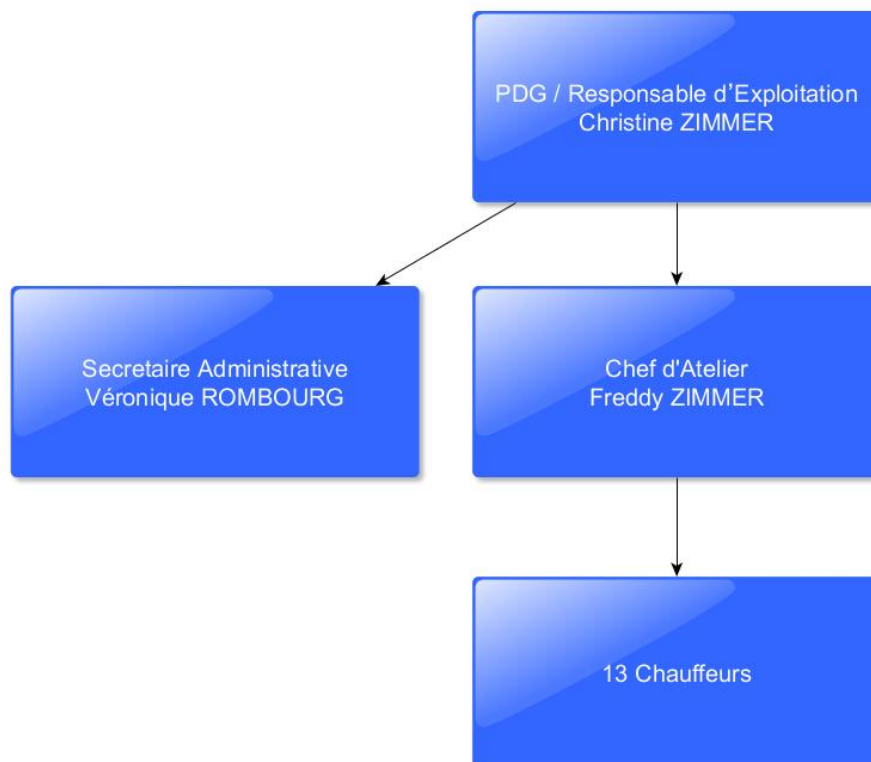 PDG / Responsable d’Exploitation
Christine ZIMMER
Secretaire Administrative
Véronique ROMBOURG
Chef d'Atelier
Freddy ZIMMER
13 Chauffeurs